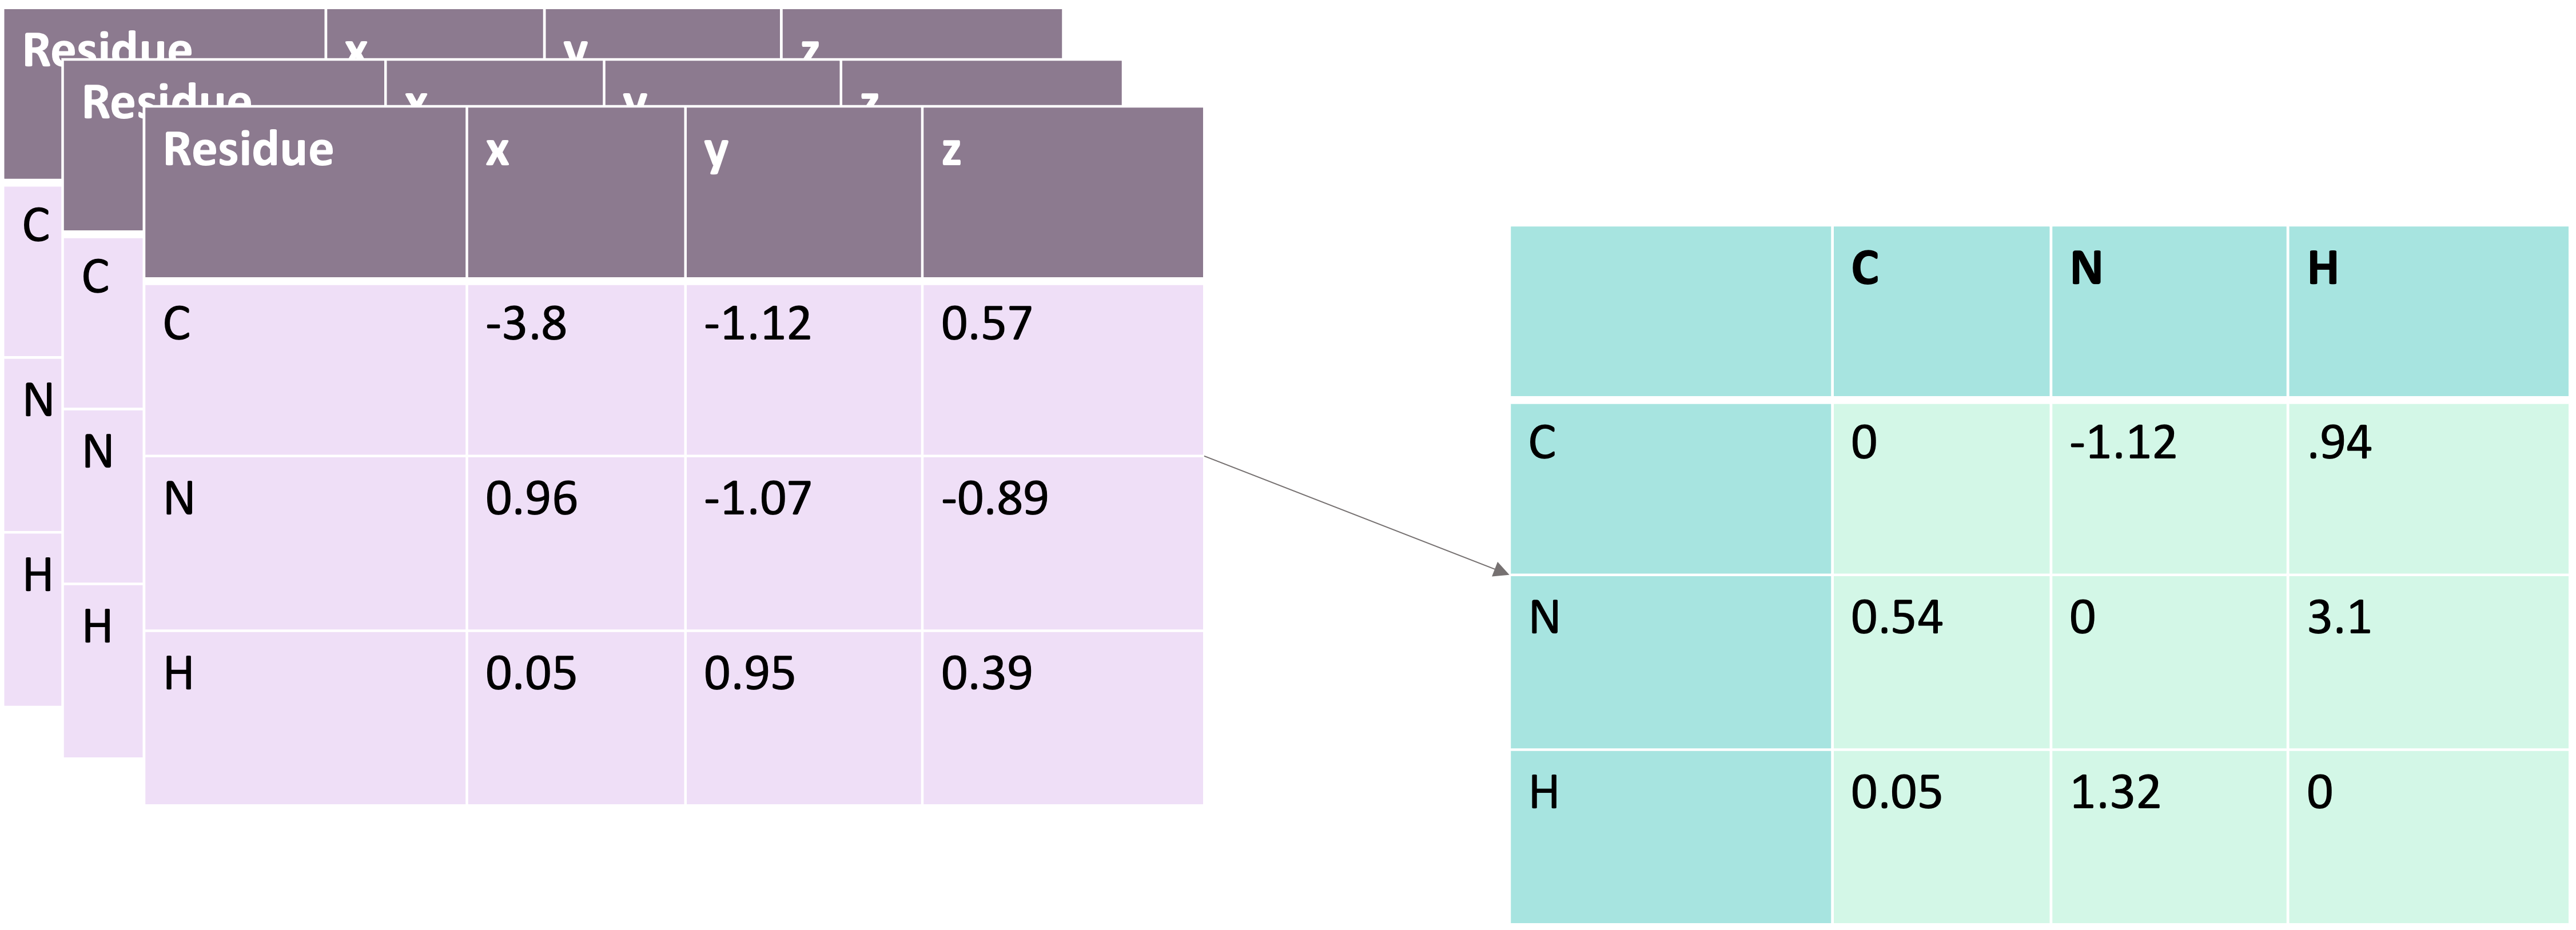 Residue x y z
Residue x y z
Residue x y z
C
C
C -3.8 -1.12 0.57
N
N
N 0.96 -1.07 -0.89
H
H
H 0.05 0.95 0.39
C N H
C 0 -1.12 .94
N 0.54 0 3.1
H 0.05 1.32 0